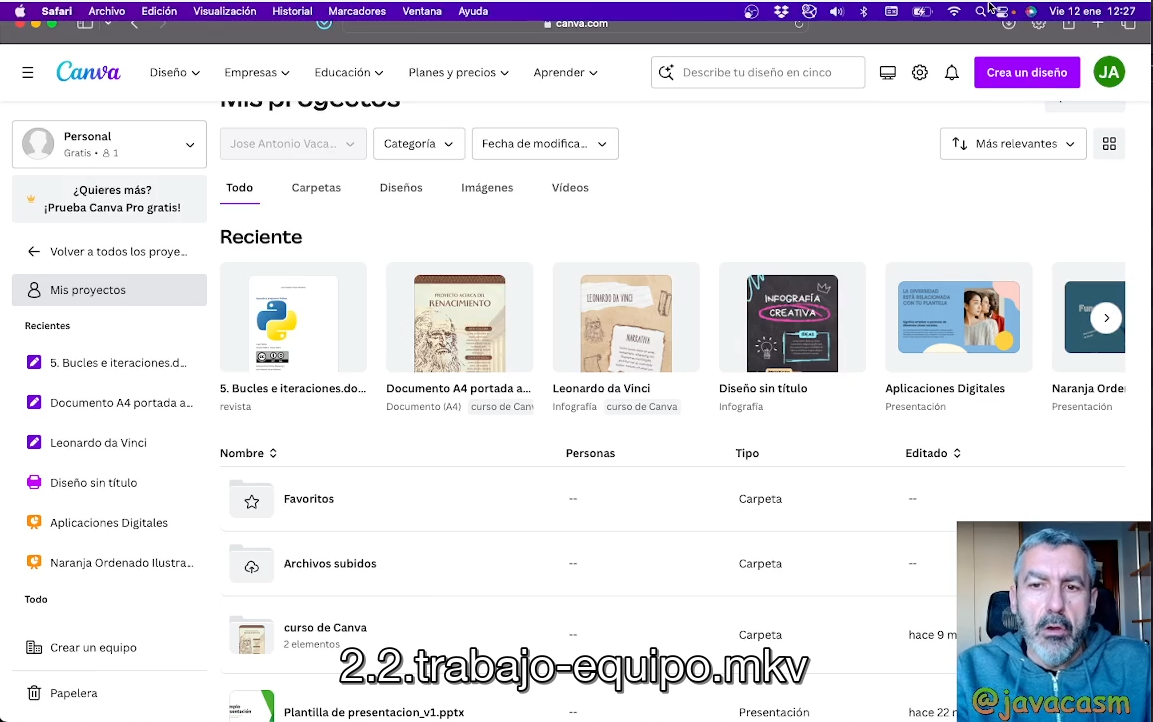 Safari Archivo Edición Visualización Historial Marcadores Ventana Ayuda Vie 12 ene 12:27
canva.com
Canva Diseño Empresas Educación Planes y precios Aprender Describe tu diseño en cinco Crea un diseño JA
Mis proyectos
Personal
Gratis • 1
Jose Antonio Vaca... Categoría Fecha de modifica... Más relevantes
¿Quieres más?
¡Prueba Canva Pro gratis!
Todo Carpetas Diseños Imágenes Vídeos
Volver a todos los proye...
Mis proyectos
Recientes
5. Bucles e iteraciones.d...
Documento A4 portada a...
Leonardo da Vinci
Diseño sin título
Aplicaciones Digitales
Naranja Ordenado Ilustra...
Todo
Crear un equipo
Papelera
Reciente
PROYECTO ACERCA DEL
RENACIMIENTO
LEONARDO DA VINCI
NARRATIVA
INFOGRAFÍA
CREATIVA
IDEAS
LA DIVERSIDAD
ESTÁ RELACIONADA
CON TU PLANTILLA
5. Bucles e iteraciones.do... Documento A4 portada a... Leonardo da Vinci Diseño sin título Aplicaciones Digitales Naranja Orde
revista Documento (A4) curso de Can Infografía curso de Canva Infografía Presentación Presentación
Nombre Personas Tipo Editado
Favoritos -- Carpeta --
Archivos subidos -- Carpeta --
curso de Canva -- Carpeta hace 9 m
2 elementos
Plantilla de presentacion_v1.pptx -- Presentación hace 22 m
2.2.trabajo-equipo.mkv
@javacasm